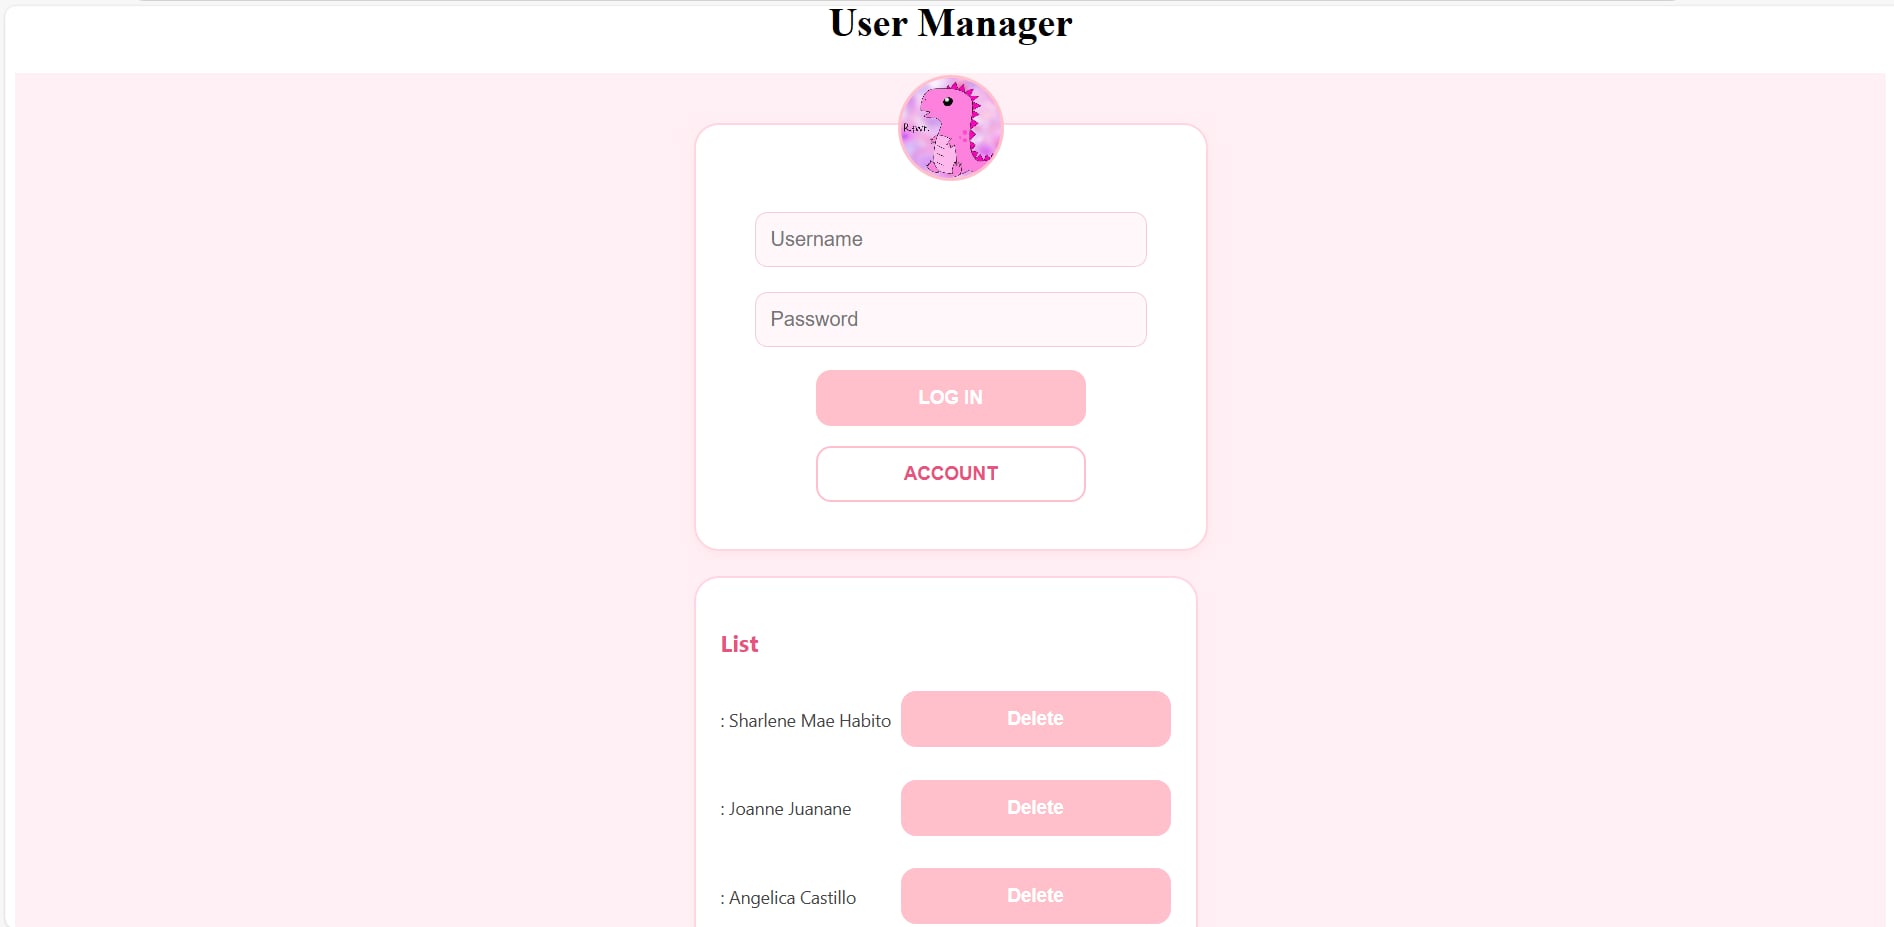 User Manager
Rawr.
Username
Password
LOG IN
ACCOUNT
List
: Sharlene Mae Habito Delete
: Joanne Juanane Delete
: Angelica Castillo Delete